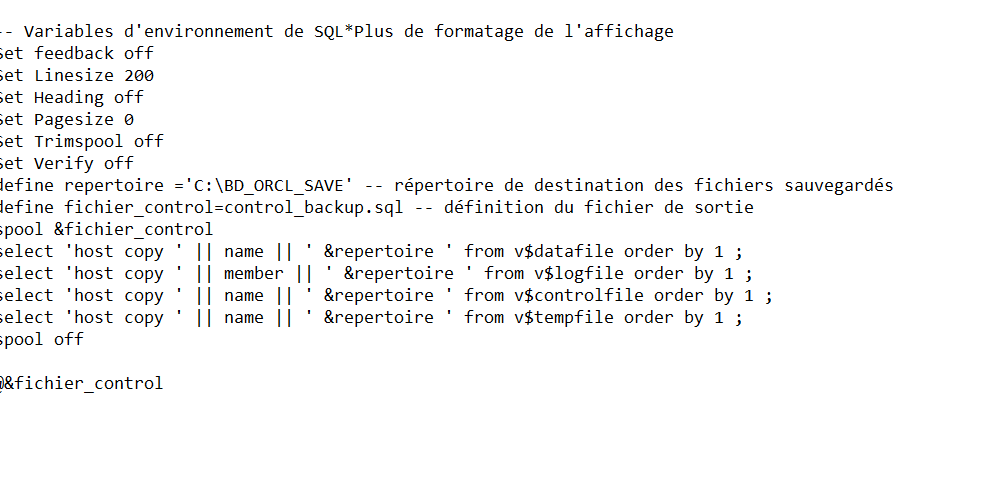 -- Variables d'environnement de SQL*Plus de formatage de l'affichage
Set feedback off
Set Linesize 200
Set Heading off
Set Pagesize 0
Set Trimspool off
Set Verify off
define repertoire ='C:\BD_ORCL_SAVE' -- répertoire de destination des fichiers sauvegardés
define fichier_control=control_backup.sql -- définition du fichier de sortie
spool &fichier_control
select 'host copy ' || name || ' &repertoire ' from v$datafile order by 1 ;
select 'host copy ' || member || ' &repertoire ' from v$logfile order by 1 ;
select 'host copy ' || name || ' &repertoire ' from v$controlfile order by 1 ;
select 'host copy ' || name || ' &repertoire ' from v$tempfile order by 1 ;
spool off
@&fichier_control